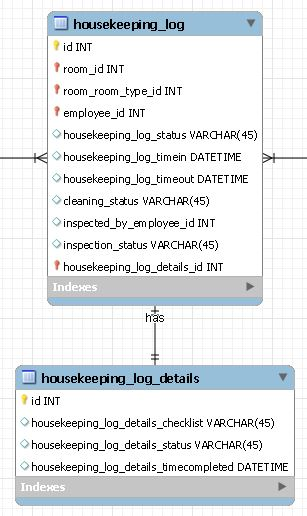 housekeeping_log
id INT
room_id INT
room_room_type_id INT
employee_id INT
housekeeping_log_status VARCHAR(45)
housekeeping_log_timein DATETIME
housekeeping_log_timeout DATETIME
cleaning_status VARCHAR(45)
inspected_by_employee_id INT
inspection_status VARCHAR(45)
housekeeping_log_details_id INT
Indexes
has
housekeeping_log_details
id INT
housekeeping_log_details_checklist VARCHAR(45)
housekeeping_log_details_status VARCHAR(45)
housekeeping_log_details_timecompleted DATETIME
Indexes